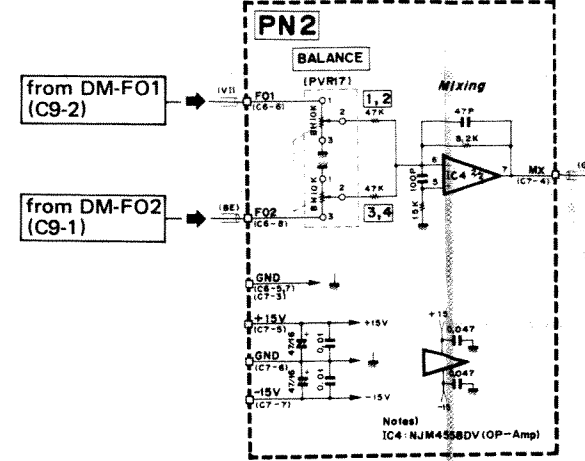 PN2
BALANCE
(PVR17)
Mixing
from DM-FO1
(C9-2)
(VI)
FO1
(C6-6)
1
2
3
BH10K
1,2
47K
47P
8.2K
6
5
7
IC4
1/2
100P
15K
MX
(C7-4)
(G
1
2
3
BH10K
47K
3,4
from DM-FO2
(C9-1)
(BE)
FO2
(C6-8)
GND
(C6-5,7)
(C7-3)
+15V
(C7-5)
+15V
47/16
0.01
GND
(C7-6)
47/16
0.01
-15V
(C7-7)
-15V
+15
0.047
0.047
-15
Notes)
IC4:NJM4558DV(OP-Amp)